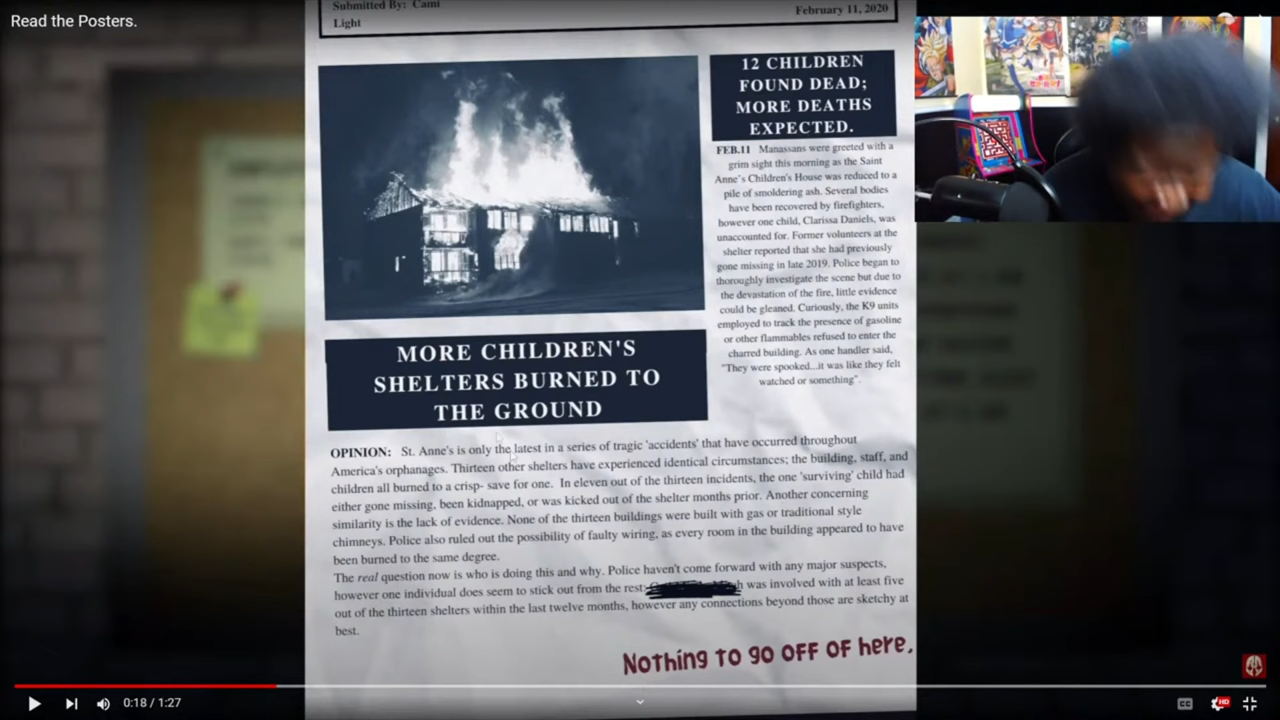 Read the Posters.
Submitted By: Cami
Light
February 11, 2020
12 CHILDREN
FOUND DEAD;
MORE DEATHS
EXPECTED.
FEB.11 Manassans were greeted with a
grim sight this morning as the Saint
Anne's Children's House was reduced to a
pile of smoldering ash. Several bodies
have been recovered by firefighters,
however one child, Clarissa Daniels, was
unaccounted for. Former volunteers at the
shelter reported that she had previously
gone missing in late 2019. Police began to
thoroughly investigate the scene but due to
the devastation of the fire, little evidence
could be gleaned. Curiously, the K9 units
employed to track the presence of gasoline
or other flammables refused to enter the
charred building. As one handler said,
"They were spooked...it was like they felt
watched or something".
MORE CHILDREN'S
SHELTERS BURNED TO
THE GROUND
OPINION: St. Anne's is only the latest in a series of tragic 'accidents' that have occurred throughout
America's orphanages. Thirteen other shelters have experienced identical circumstances; the building, staff, and
children all burned to a crisp- save for one. In eleven out of the thirteen incidents, the one 'surviving' child had
either gone missing, been kidnapped, or was kicked out of the shelter months prior. Another concerning
similarity is the lack of evidence. None of the thirteen buildings were built with gas or traditional style
chimneys. Police also ruled out the possibility of faulty wiring, as every room in the building appeared to have
been burned to the same degree.
The real question now is who is doing this and why. Police haven't come forward with any major suspects,
however one individual does seem to stick out from the rest: h was involved with at least five
out of the thirteen shelters within the last twelve months, however any connections beyond those are sketchy at
best.
Nothing to go off of here.
0:18 / 1:27
CC
HD